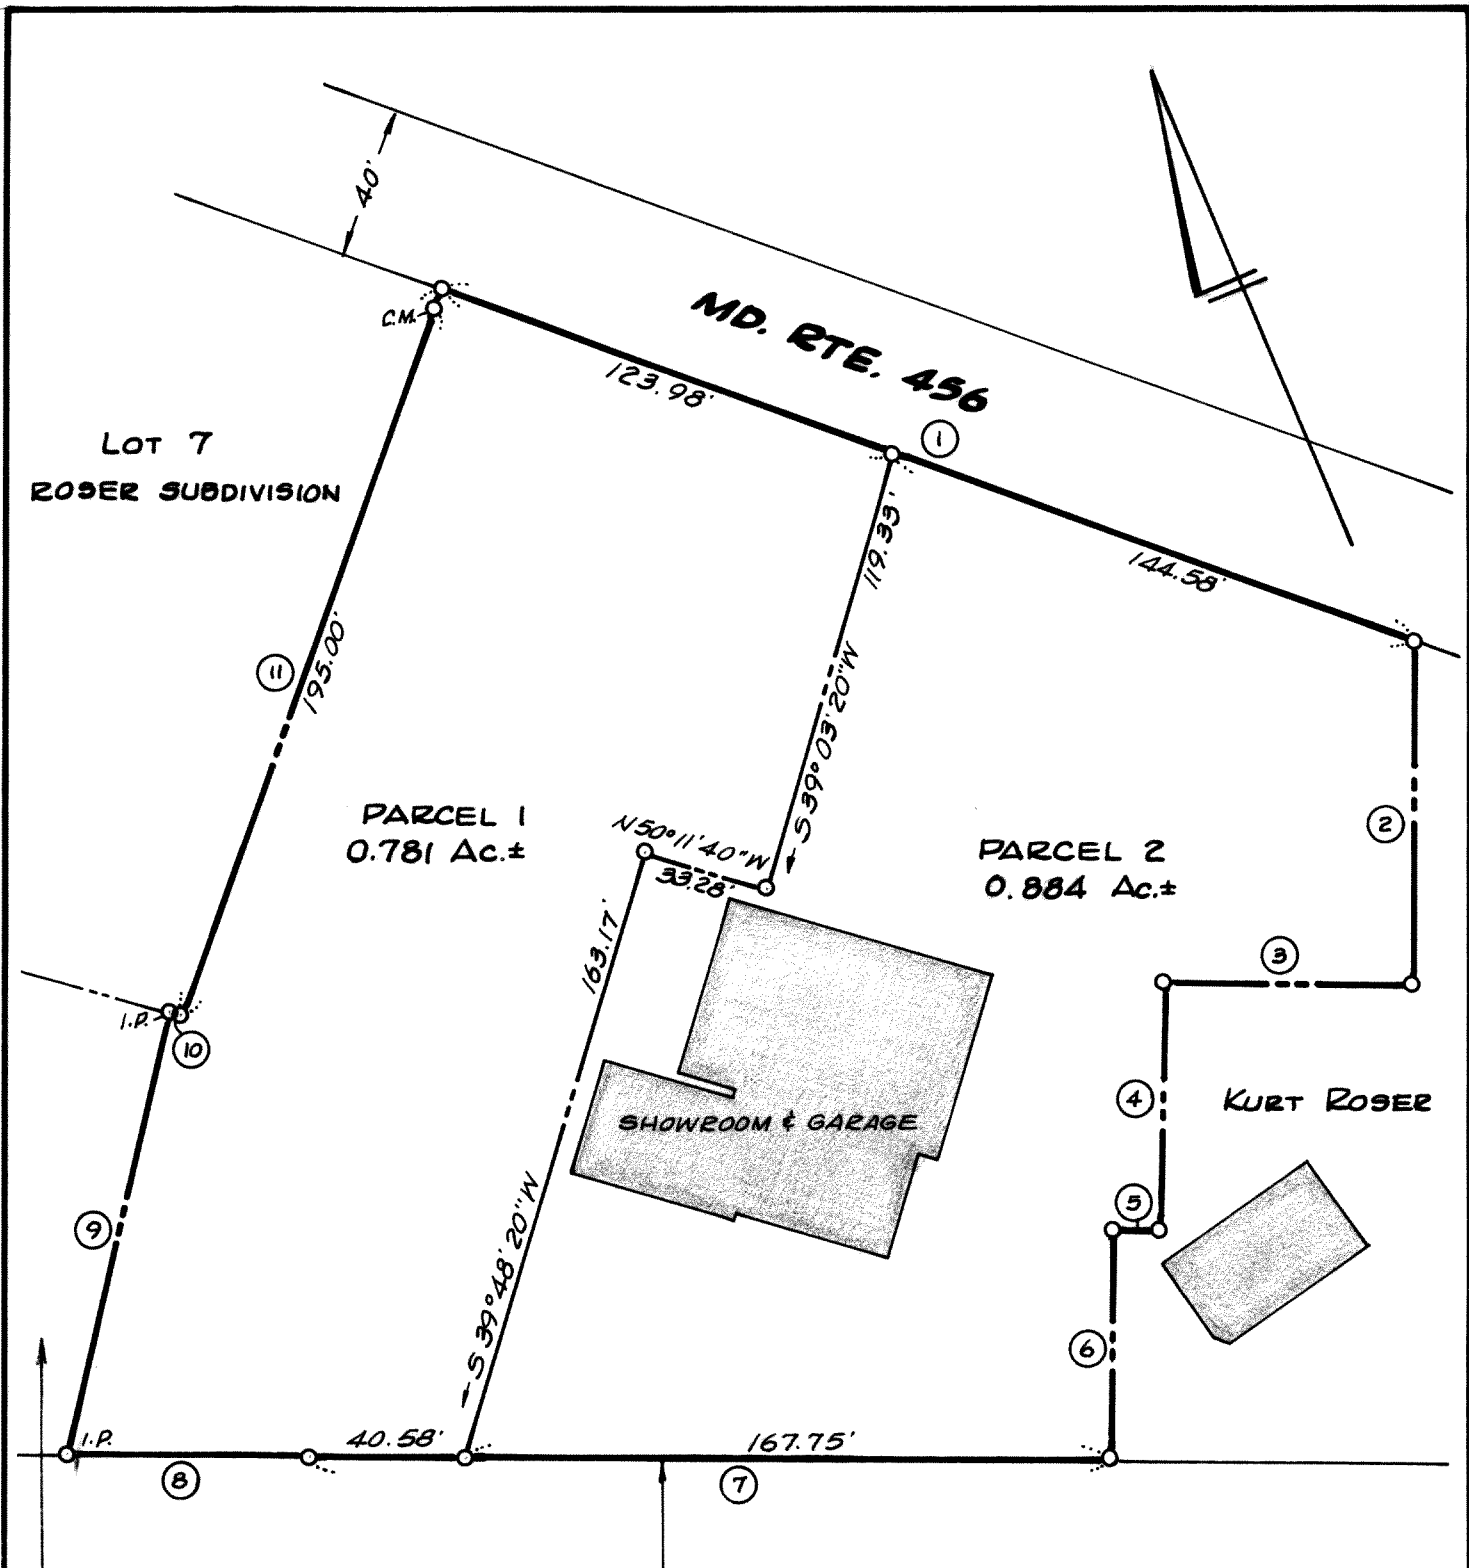 40'
C.M.
MD. RTE. 456
123.98'
1
LOT 7
ROSER SUBDIVISION
119.33'
144.58'
11
195.00'
S 39° 03' 20" W
PARCEL 1
0.781 Ac.±
N 50° 11' 40" W
33.28'
PARCEL 2
0.884 Ac.±
2
163.17'
3
I.P.
10
4
KURT ROSER
SHOWROOM & GARAGE
5
9
S 39° 48' 20" W
6
I.P.
40.58'
167.75'
8
7